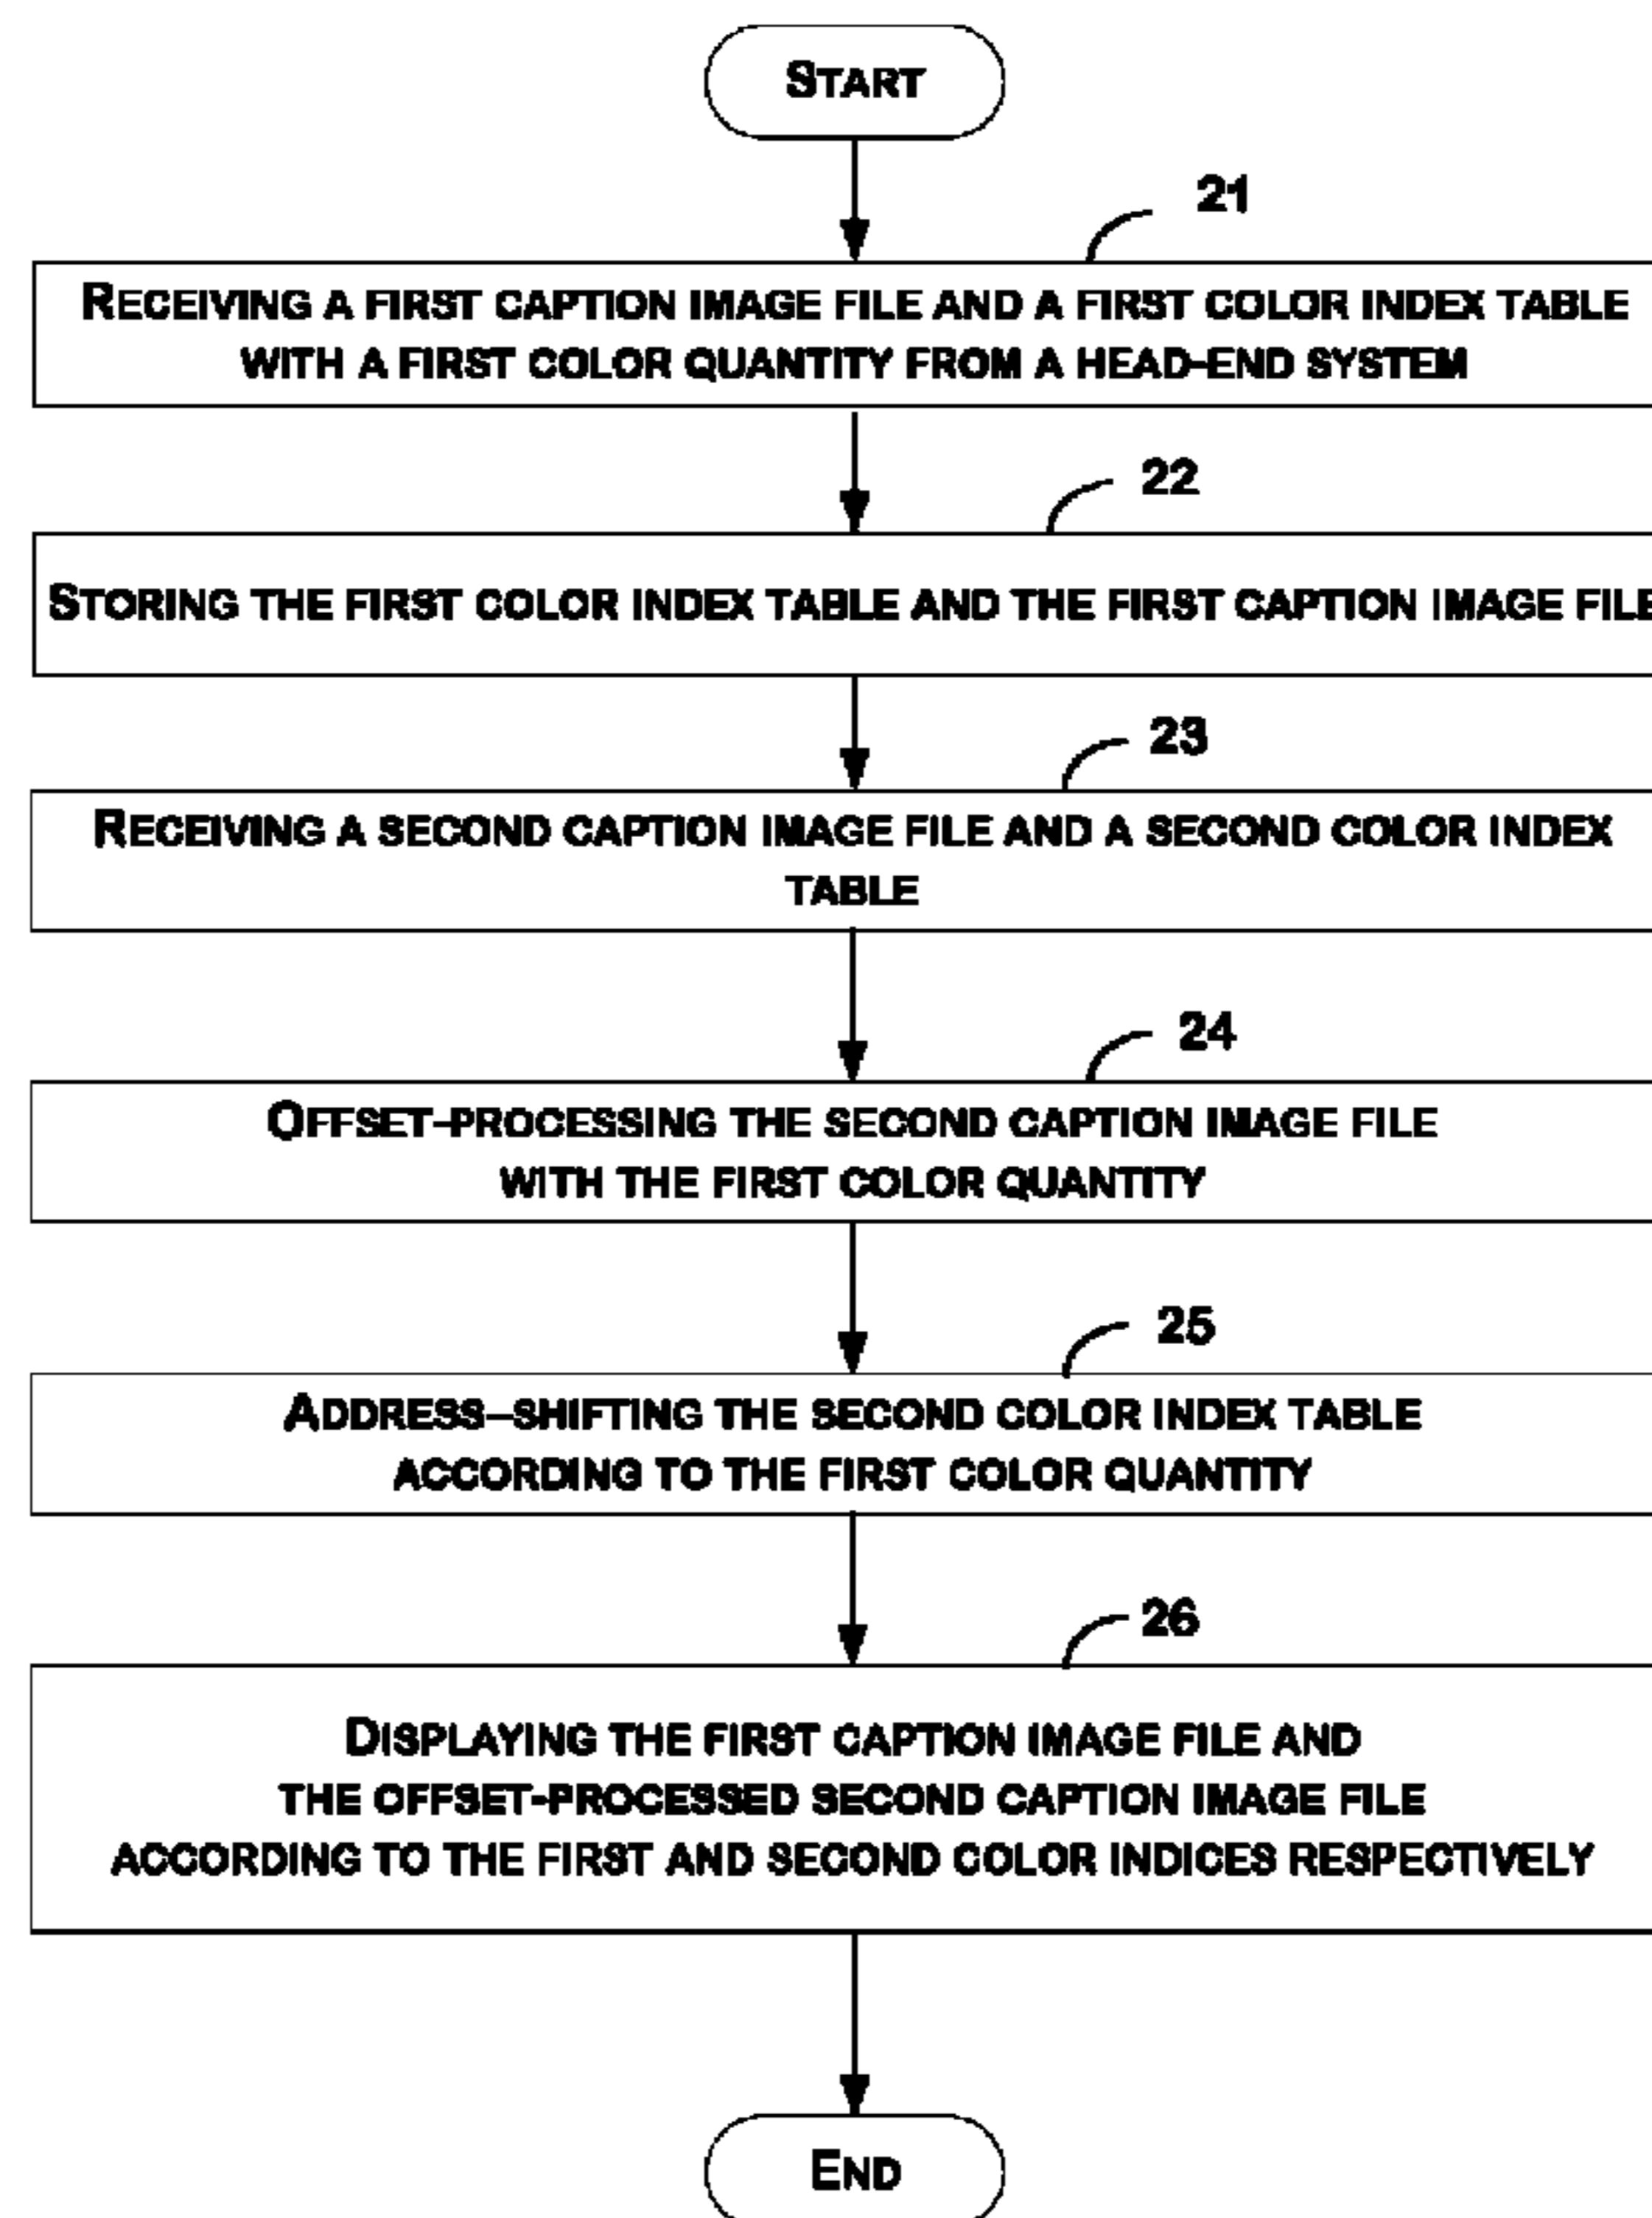 START
21
RECEIVING A FIRST CAPTION IMAGE FILE AND A FIRST COLOR INDEX TABLE
WITH A FIRST COLOR QUANTITY FROM A HEAD-END SYSTEM
22
STORING THE FIRST COLOR INDEX TABLE AND THE FIRST CAPTION IMAGE FILE
23
RECEIVING A SECOND CAPTION IMAGE FILE AND A SECOND COLOR INDEX
TABLE
24
OFFSET-PROCESSING THE SECOND CAPTION IMAGE FILE
WITH THE FIRST COLOR QUANTITY
25
ADDRESS–SHIFTING THE SECOND COLOR INDEX TABLE
ACCORDING TO THE FIRST COLOR QUANTITY
26
DISPLAYING THE FIRST CAPTION IMAGE FILE AND
THE OFFSET-PROCESSED SECOND CAPTION IMAGE FILE
ACCORDING TO THE FIRST AND SECOND COLOR INDICES RESPECTIVELY
END